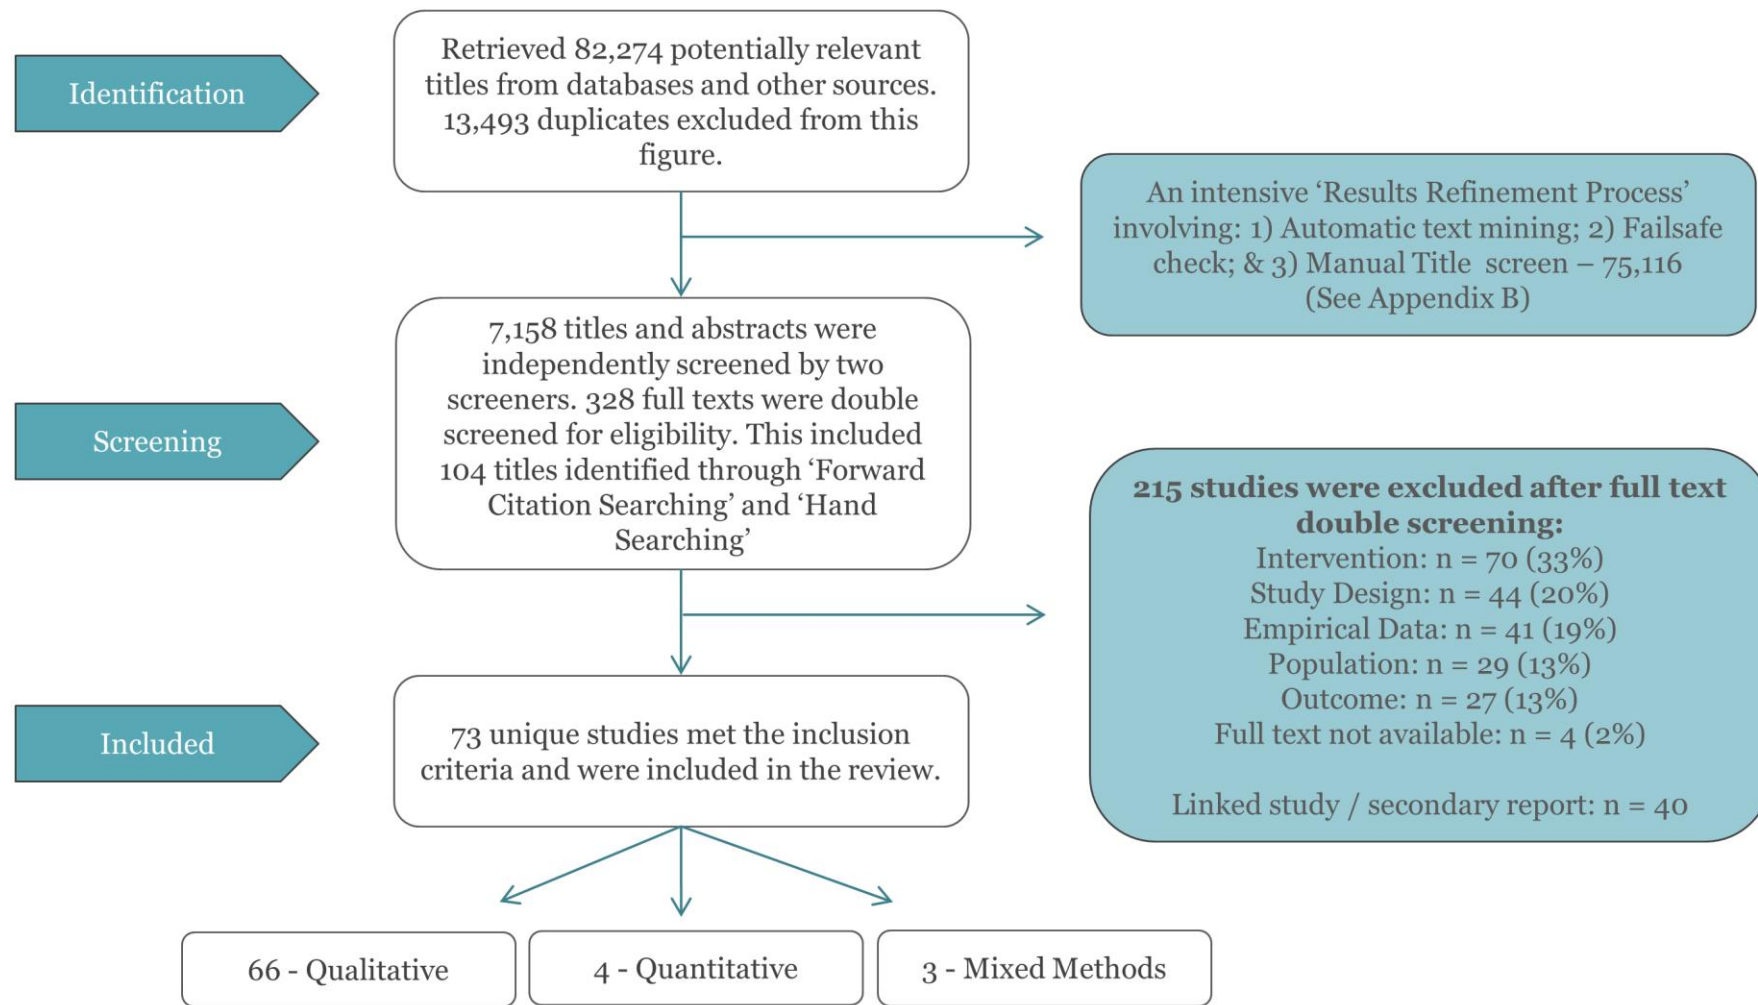 Identification
Retrieved 82,274 potentially relevant
titles from databases and other sources.
13,493 duplicates excluded from this
figure.
An intensive ‘Results Refinement Process’
involving: 1) Automatic text mining; 2) Failsafe
check; & 3) Manual Title screen – 75,116
(See Appendix B)
Screening
7,158 titles and abstracts were
independently screened by two
screeners. 328 full texts were double
screened for eligibility. This included
104 titles identified through ‘Forward
Citation Searching’ and ‘Hand
Searching’
215 studies were excluded after full text
double screening:
Intervention: n = 70 (33%)
Study Design: n = 44 (20%)
Empirical Data: n = 41 (19%)
Population: n = 29 (13%)
Outcome: n = 27 (13%)
Full text not available: n = 4 (2%)
Linked study / secondary report: n = 40
Included
73 unique studies met the inclusion
criteria and were included in the review.
66 - Qualitative
4 - Quantitative
3 - Mixed Methods